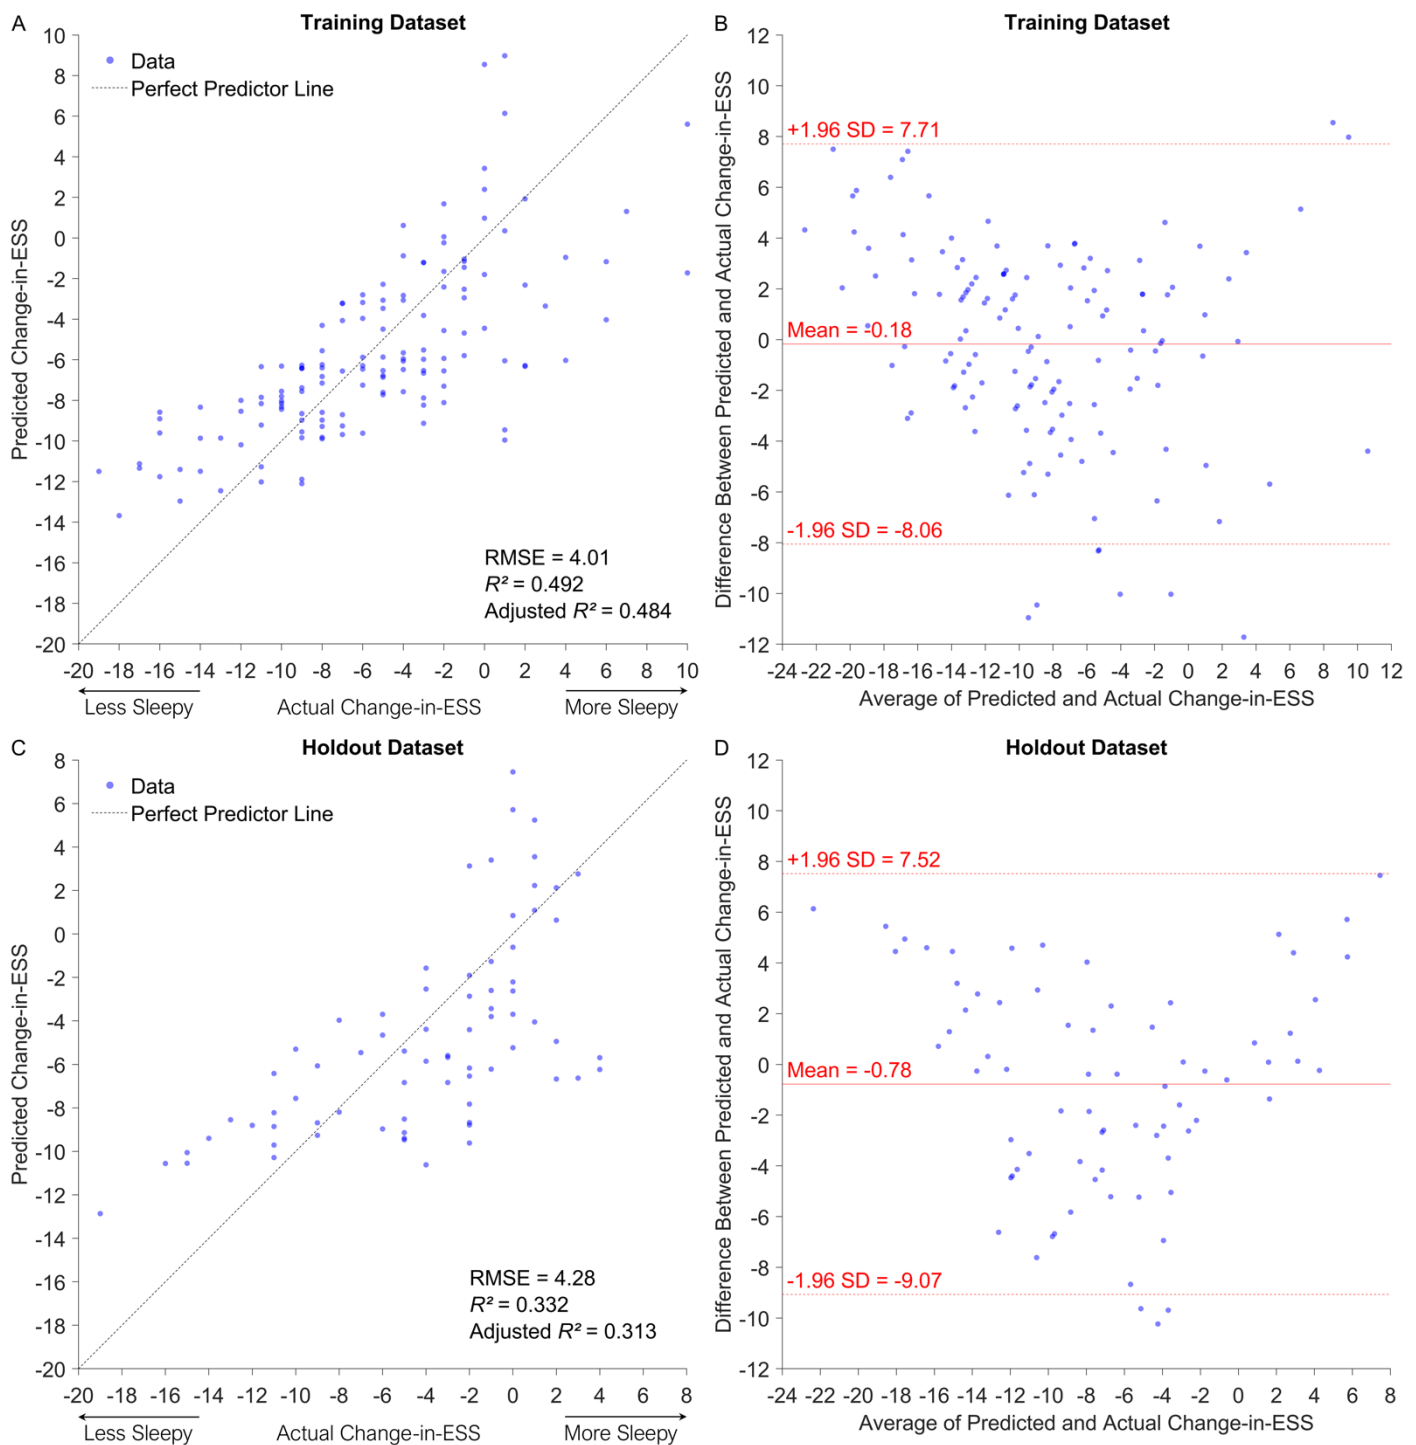 A
Training Dataset
10
8
6
4
2
0
-2
-4
-6
-8
-10
-12
-14
-16
-18
-20
Predicted Change-in-ESS
Data
Perfect Predictor Line
RMSE = 4.01
R² = 0.492
Adjusted R² = 0.484
-20 -18 -16 -14 -12 -10 -8 -6 -4 -2 0 2 4 6 8 10
Less Sleepy
Actual Change-in-ESS
More Sleepy
B
Training Dataset
12
10
8
6
4
2
0
-2
-4
-6
-8
-10
-12
Difference Between Predicted and Actual Change-in-ESS
+1.96 SD = 7.71
Mean = -0.18
-1.96 SD = -8.06
-24 -22 -20 -18 -16 -14 -12 -10 -8 -6 -4 -2 0 2 4 6 8 10 12
Average of Predicted and Actual Change-in-ESS
C
Holdout Dataset
8
6
4
2
0
-2
-4
-6
-8
-10
-12
-14
-16
-18
-20
Predicted Change-in-ESS
Data
Perfect Predictor Line
RMSE = 4.28
R² = 0.332
Adjusted R² = 0.313
-20 -18 -16 -14 -12 -10 -8 -6 -4 -2 0 2 4 6 8
Less Sleepy
Actual Change-in-ESS
More Sleepy
D
Holdout Dataset
12
10
8
6
4
2
0
-2
-4
-6
-8
-10
-12
Difference Between Predicted and Actual Change-in-ESS
+1.96 SD = 7.52
Mean = -0.78
-1.96 SD = -9.07
-24 -22 -20 -18 -16 -14 -12 -10 -8 -6 -4 -2 0 2 4 6 8
Average of Predicted and Actual Change-in-ESS